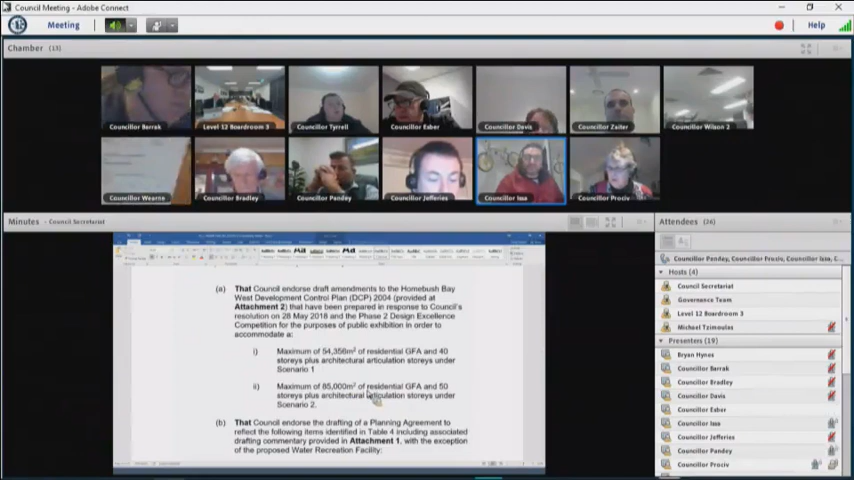 Council Meeting - Adobe Connect
Meeting
Help
Chamber (13)
Councillor Barrak
Level 12 Boardroom 3
Councillor Tyrrell
Councillor Esber
Councillor Davis
Councillor Zaiter
Councillor Wilson 2
Councillor Wearne
Councillor Bradley
Councillor Pandey
Councillor Jefferies
Councillor Issa
Councillor Prociv
Minutes - Council Secretariat
(a) That Council endorse draft amendments to the Homebush Bay
West Development Control Plan (DCP) 2004 (provided at
Attachment 2) that have been prepared in response to Council's
resolution on 28 May 2018 and the Phase 2 Design Excellence
Competition for the purposes of public exhibition in order to
accommodate a:
i) Maximum of 54,356m² of residential GFA and 40
storeys plus architectural articulation storeys under
Scenario 1
ii) Maximum of 85,000m² of residential GFA and 50
storeys plus architectural articulation storeys under
Scenario 2.
(b) That Council endorse the drafting of a Planning Agreement to
reflect the following items identified in Table 4 including associated
drafting commentary provided in Attachment 1, with the exception
of the proposed Water Recreation Facility:
Attendees (26)
Councillor Pandey, Councillor Prociv, Councillor Issa, C
Hosts (4)
Council Secretariat
Governance Team
Level 12 Boardroom 3
Michael Tzimoulas
Presenters (19)
Bryan Hynes
Councillor Barrak
Councillor Bradley
Councillor Davis
Councillor Esber
Councillor Issa
Councillor Jefferies
Councillor Pandey
Councillor Prociv